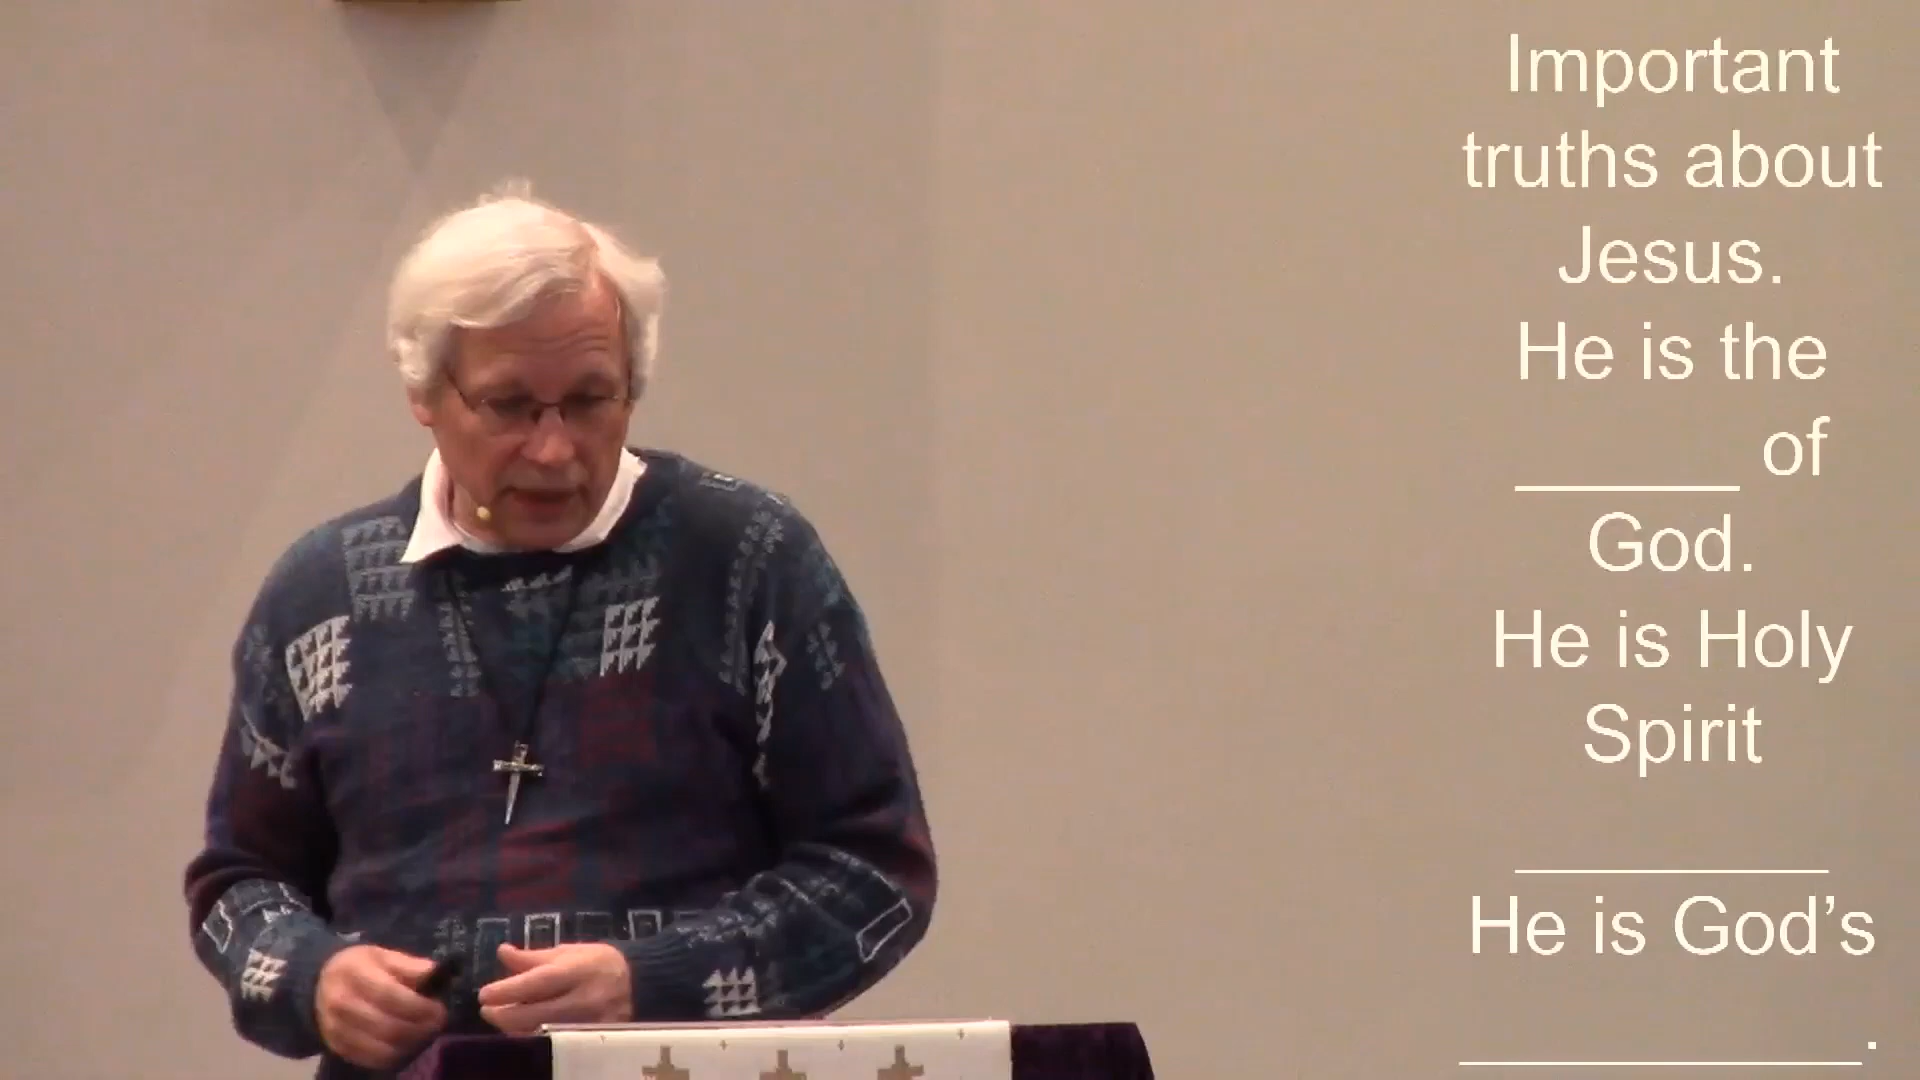 Important
truths about
Jesus.
He is the
______ of
God.
He is Holy
Spirit
________
He is God’s
___________.